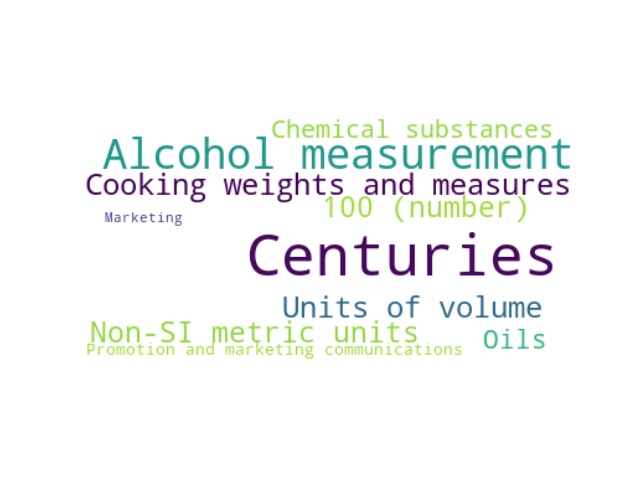 Chemical substances
Alcohol measurement
Cooking weights and measures
100 (number)
Marketing
Centuries
Units of volume
Non-SI metric units
Oils
Promotion and marketing communications